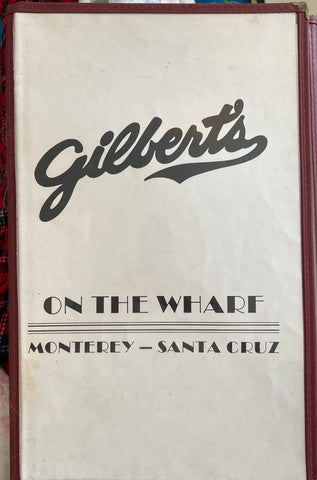 Gilbert's
ON THE WHARF
MONTEREY — SANTA CRUZ